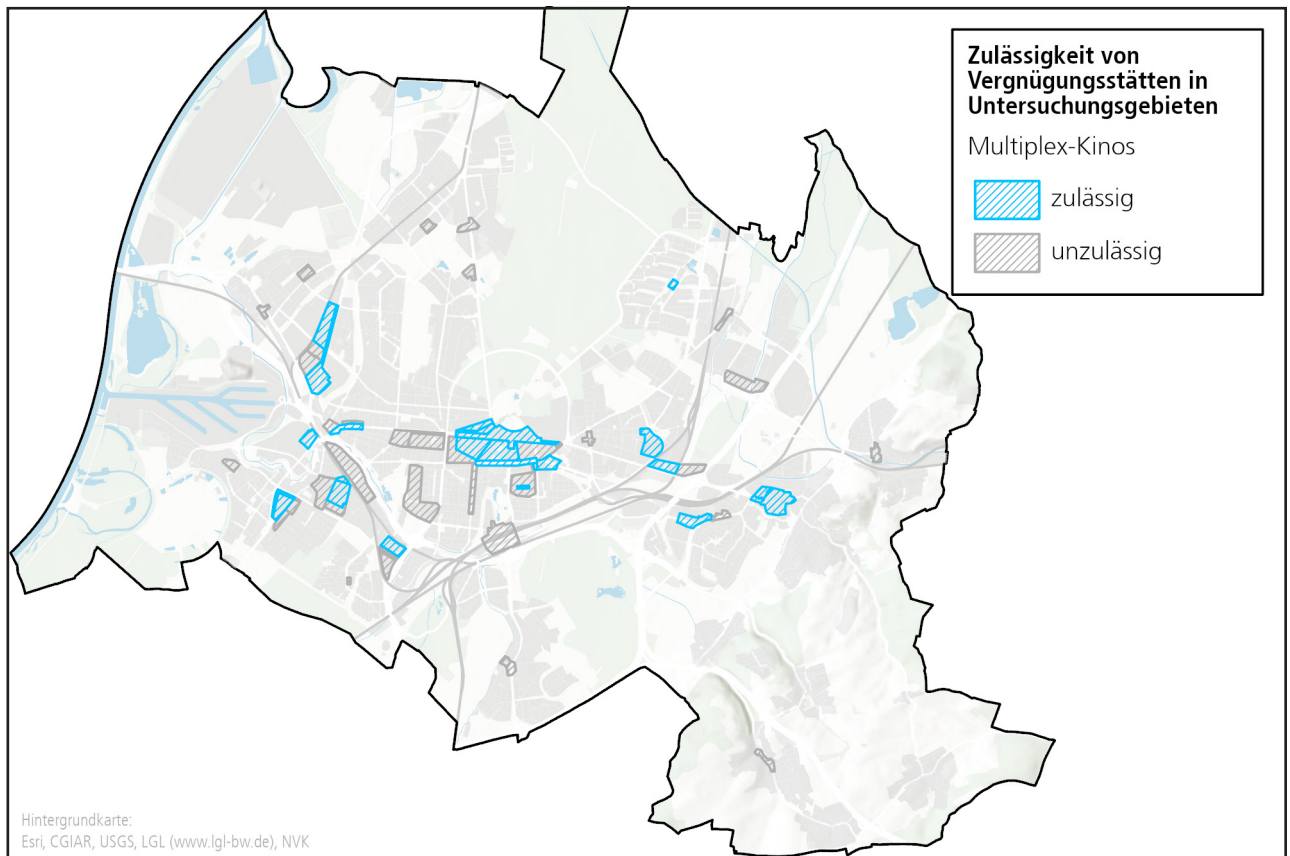 Zulässigkeit von
Vergnügungsstätten in
Untersuchungsgebieten
Multiplex-Kinos
zulässig
unzulässig
Hintergrundkarte:
Esri, CGIAR, USGS, LGL (www.lgl-bw.de), NVK